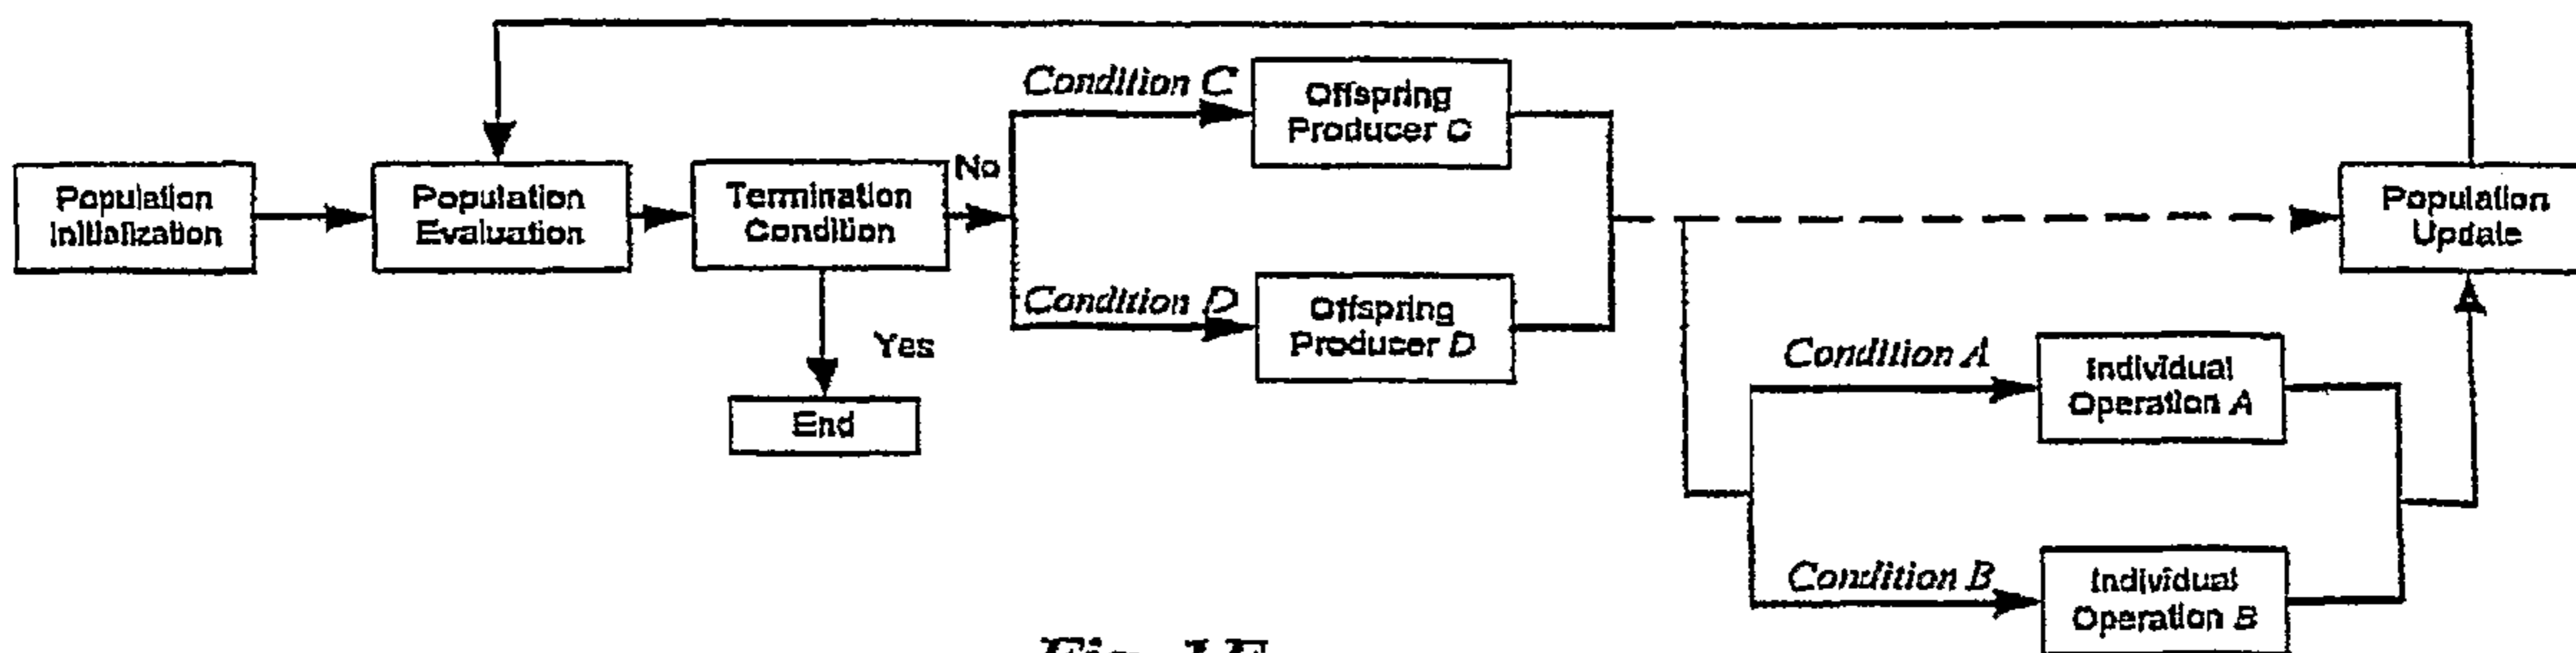 Population
Initialization
Population
Evaluation
Termination
Condition
No
Yes
End
Condition C
Offspring
Producer C
Condition D
Offspring
Producer D
Population
Update
Condition A
Individual
Operation A
Condition B
Individual
Operation B